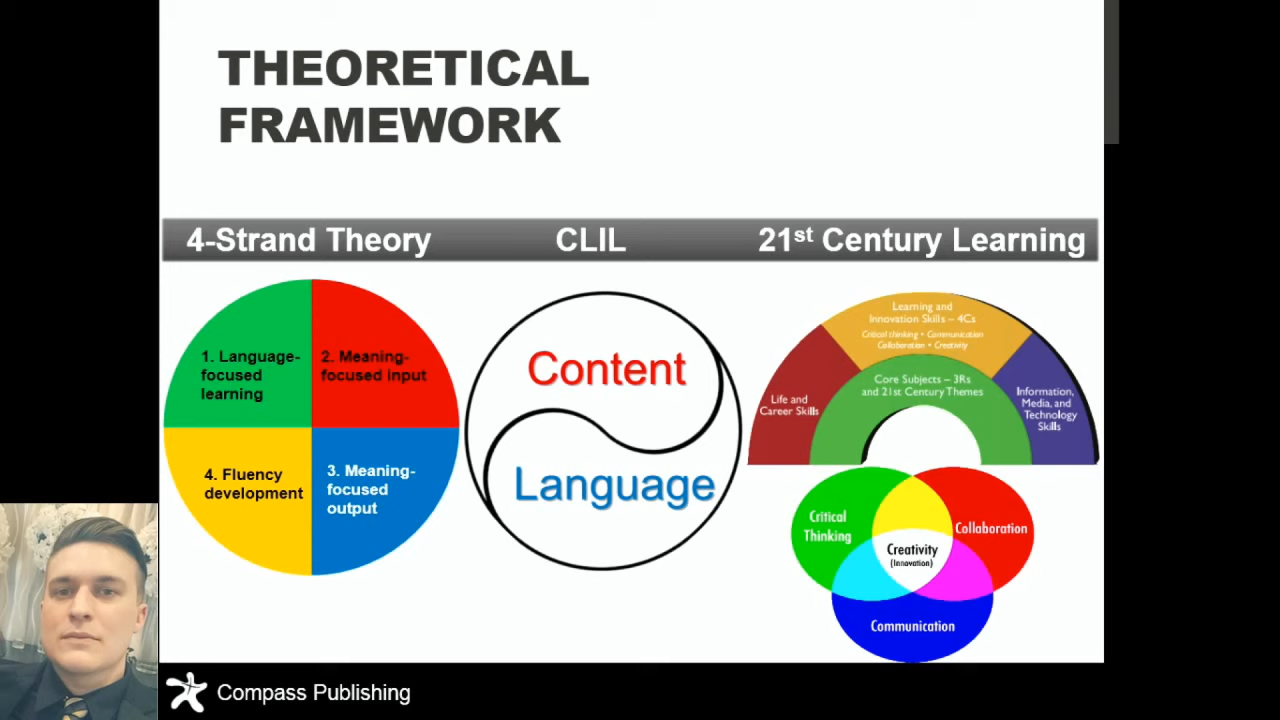 THEORETICAL
FRAMEWORK
4-Strand Theory
CLIL
21st Century Learning
1. Language-
focused
learning
2. Meaning-
focused input
4. Fluency
development
3. Meaning-
focused
output
Content
Language
Learning and
Innovation Skills – 4Cs
Critical thinking • Communication
Collaboration • Creativity
Core Subjects – 3Rs
and 21st Century Themes
Life and
Career Skills
Information,
Media, and
Technology
Skills
Critical
Thinking
Collaboration
Creativity
(Innovation)
Communication
Compass Publishing